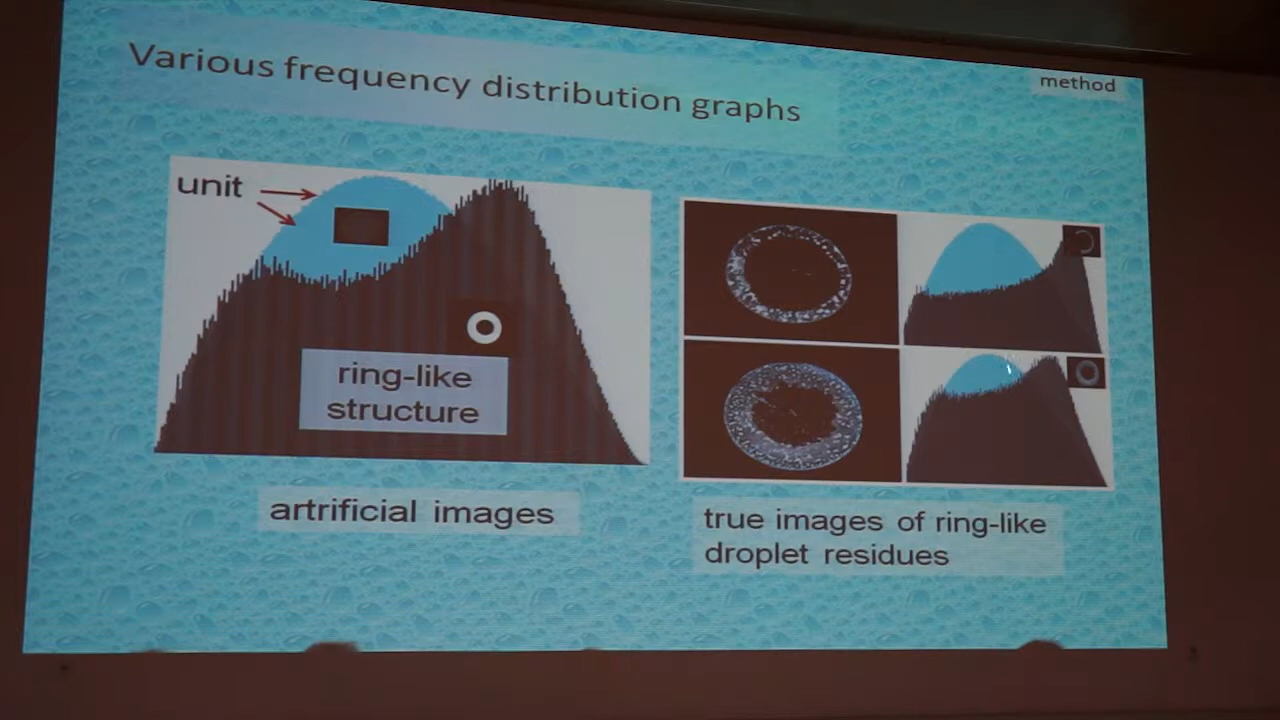 Various frequency distribution graphs
method
unit
ring-like
structure
artrificial images
true images of ring-like
droplet residues